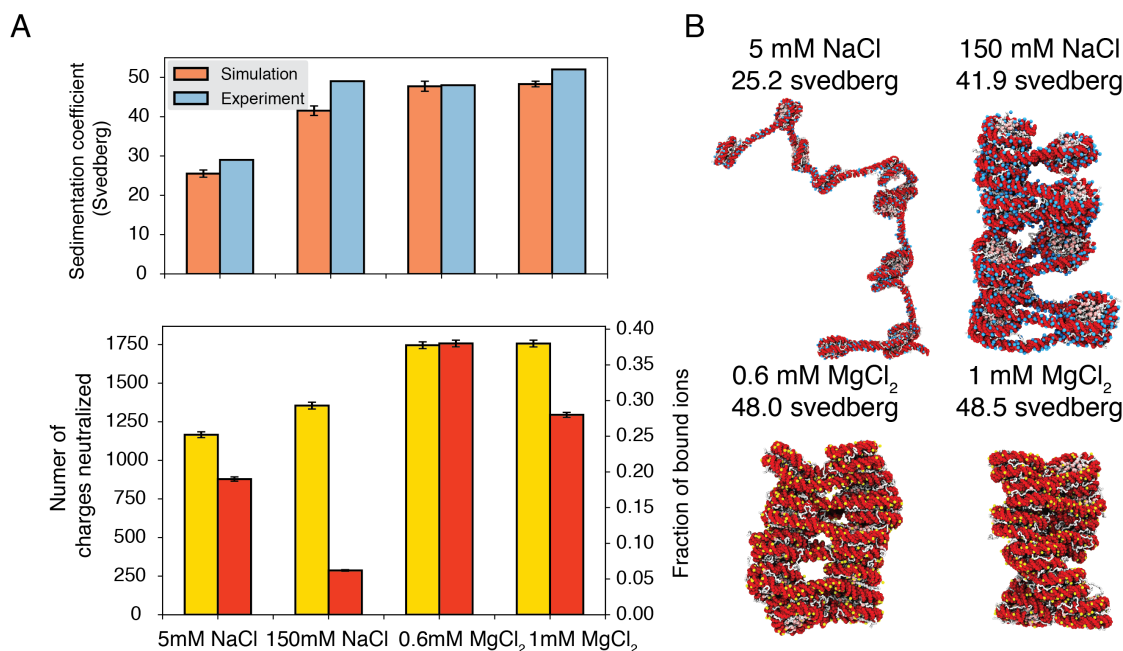 A
Sedimentation coefficient
(Svedberg)
50
40
30
20
10
0
Simulation
Experiment
Numer of
charges neutralized
1750
1500
1250
1000
750
500
250
0
0.40
0.35
0.30
0.25
0.20
0.15
0.10
0.05
0.00
Fraction of bound ions
5mM NaCl 150mM NaCl 0.6mM MgCl₂ 1mM MgCl₂
B
5 mM NaCl
25.2 svedberg
150 mM NaCl
41.9 svedberg
0.6 mM MgCl₂
48.0 svedberg
1 mM MgCl₂
48.5 svedberg